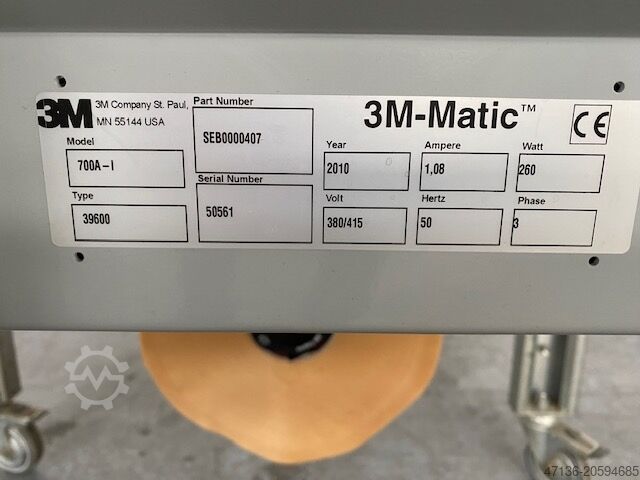 3M 3M Company St. Paul,
MN 55144 USA
Part Number
SEB0000407
3M-Matic™
CE
Model
700A-I
Serial Number
50561
Year
2010
Ampere
1,08
Watt
260
Type
39600
Volt
380/415
Hertz
50
Phase
3
47136-20594685